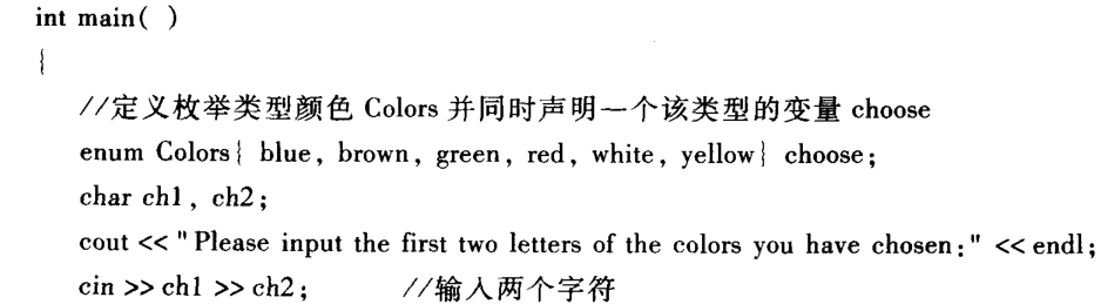 int main( )
{
//定义枚举类型颜色 Colors 并同时声明一个该类型的变量 choose
enum Colors{ blue, brown, green, red, white, yellow} choose;
char ch1, ch2;
cout << "Please input the first two letters of the colors you have chosen:" << endl;
cin >> ch1 >> ch2; //输入两个字符